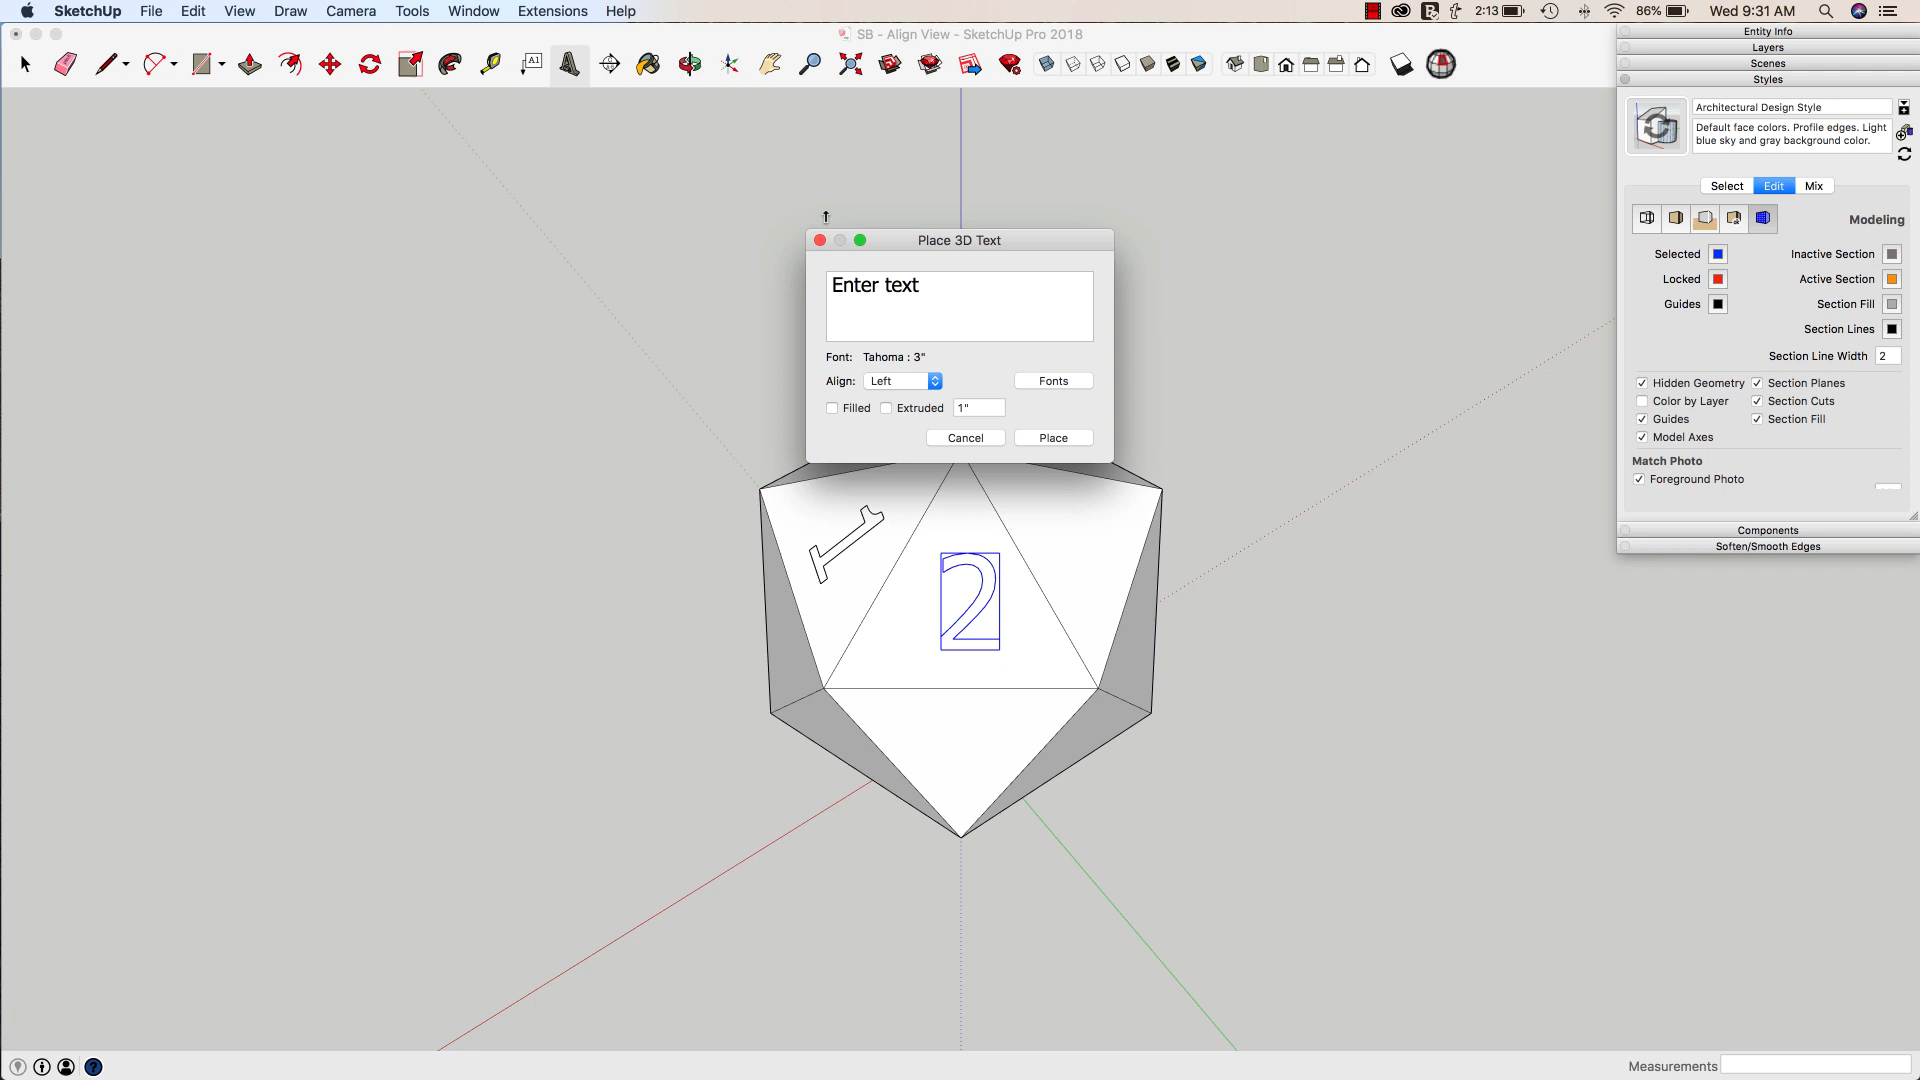 SketchUp File Edit View Draw Camera Tools Window Extensions Help 2:13 86% Wed 9:31 AM
SB - Align View - SketchUp Pro 2018
A1
Entity Info
Layers
Scenes
Styles
Architectural Design Style
Default face colors. Profile edges. Light
blue sky and gray background color.
Select Edit Mix
Modeling
Selected Inactive Section
Locked Active Section
Guides Section Fill
Section Lines
Section Line Width 2
Hidden Geometry Section Planes
Color by Layer Section Cuts
Guides Section Fill
Model Axes
Match Photo
Foreground Photo
Components
Soften/Smooth Edges
Place 3D Text
Enter text
Font: Tahoma : 3"
Align: Left Fonts
Filled Extruded 1"
Cancel Place
1
2
Measurements